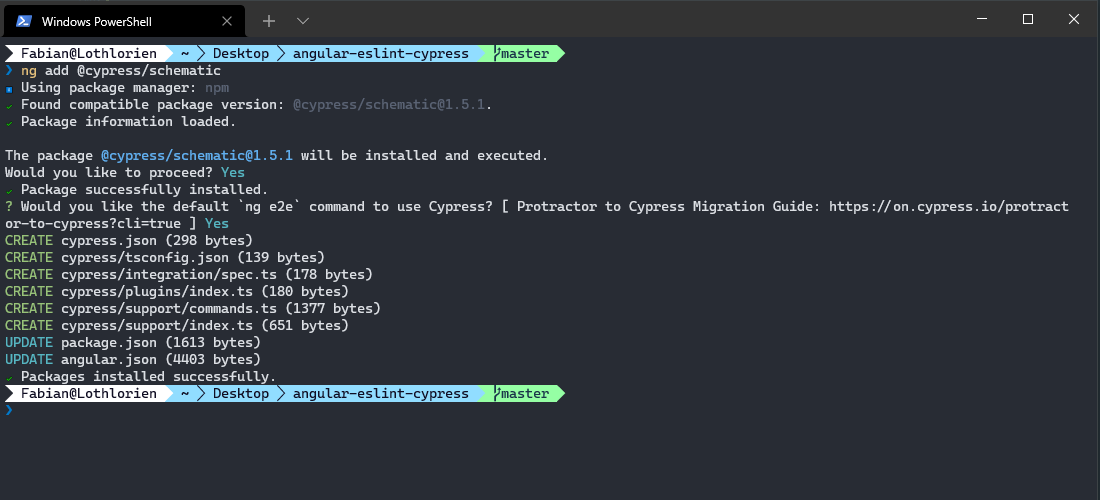 Windows PowerShell
Fabian@Lothlorien ~ Desktop angular-eslint-cypress master
❯ ng add @cypress/schematic
Using package manager: npm
✓ Found compatible package version: @cypress/schematic@1.5.1.
✓ Package information loaded.
The package @cypress/schematic@1.5.1 will be installed and executed.
Would you like to proceed? Yes
✓ Package successfully installed.
? Would you like the default `ng e2e` command to use Cypress? [ Protractor to Cypress Migration Guide: https://on.cypress.io/protract
or-to-cypress?cli=true ] Yes
CREATE cypress.json (298 bytes)
CREATE cypress/tsconfig.json (139 bytes)
CREATE cypress/integration/spec.ts (178 bytes)
CREATE cypress/plugins/index.ts (180 bytes)
CREATE cypress/support/commands.ts (1377 bytes)
CREATE cypress/support/index.ts (651 bytes)
UPDATE package.json (1613 bytes)
UPDATE angular.json (4403 bytes)
✓ Packages installed successfully.
Fabian@Lothlorien ~ Desktop angular-eslint-cypress master
❯